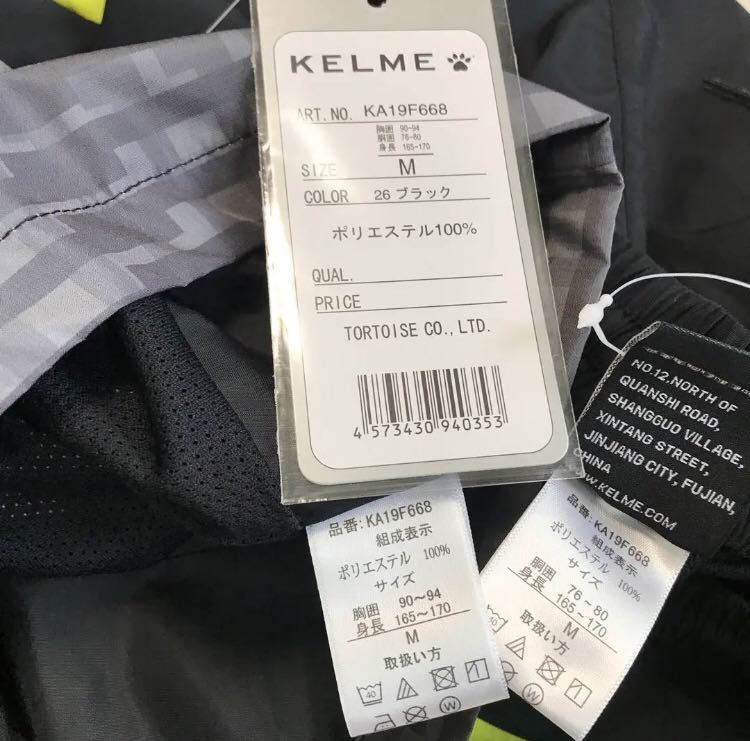 KELME
ART.NO. KA19F668
胸囲 90~94
胴囲 76-80
身長 165-170
SIZE M
COLOR 26 ブラック
ポリエステル100%
QUAL.
PRICE
TORTOISE CO., LTD.
4 573430 940353
NO.12,NORTH OF
QUANSHI ROAD,
SHANGGUO VILLAGE,
XINTANG STREET,
JINJIANG CITY, FUJIAN,
CHINA
WWW.KELME.COM
品番:KA19F668
組成表示
ポリエステル 100%
サイズ
胸囲 90~94
身長 165~170
M
取扱い方
40
W
品番:KA19F668
組成表示
ポリエステル 100%
サイズ
胴囲 76-80
身長 165~170
M
取扱い方
40
W